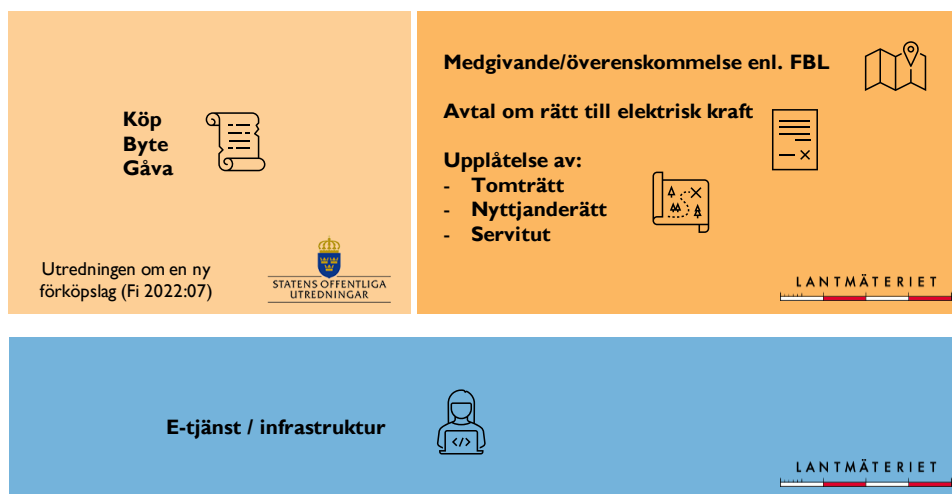 Köp
Byte
Gåva
Utredningen om en ny
förköpslag (Fi 2022:07)
STATENS OFFENTLIGA
UTREDNINGAR
Medgivande/överenskommelse enl. FBL
Avtal om rätt till elektrisk kraft
Upplåtelse av:
- Tomträtt
- Nyttjanderätt
- Servitut
LANTMÄTERIET
E-tjänst / infrastruktur
</>
LANTMÄTERIET